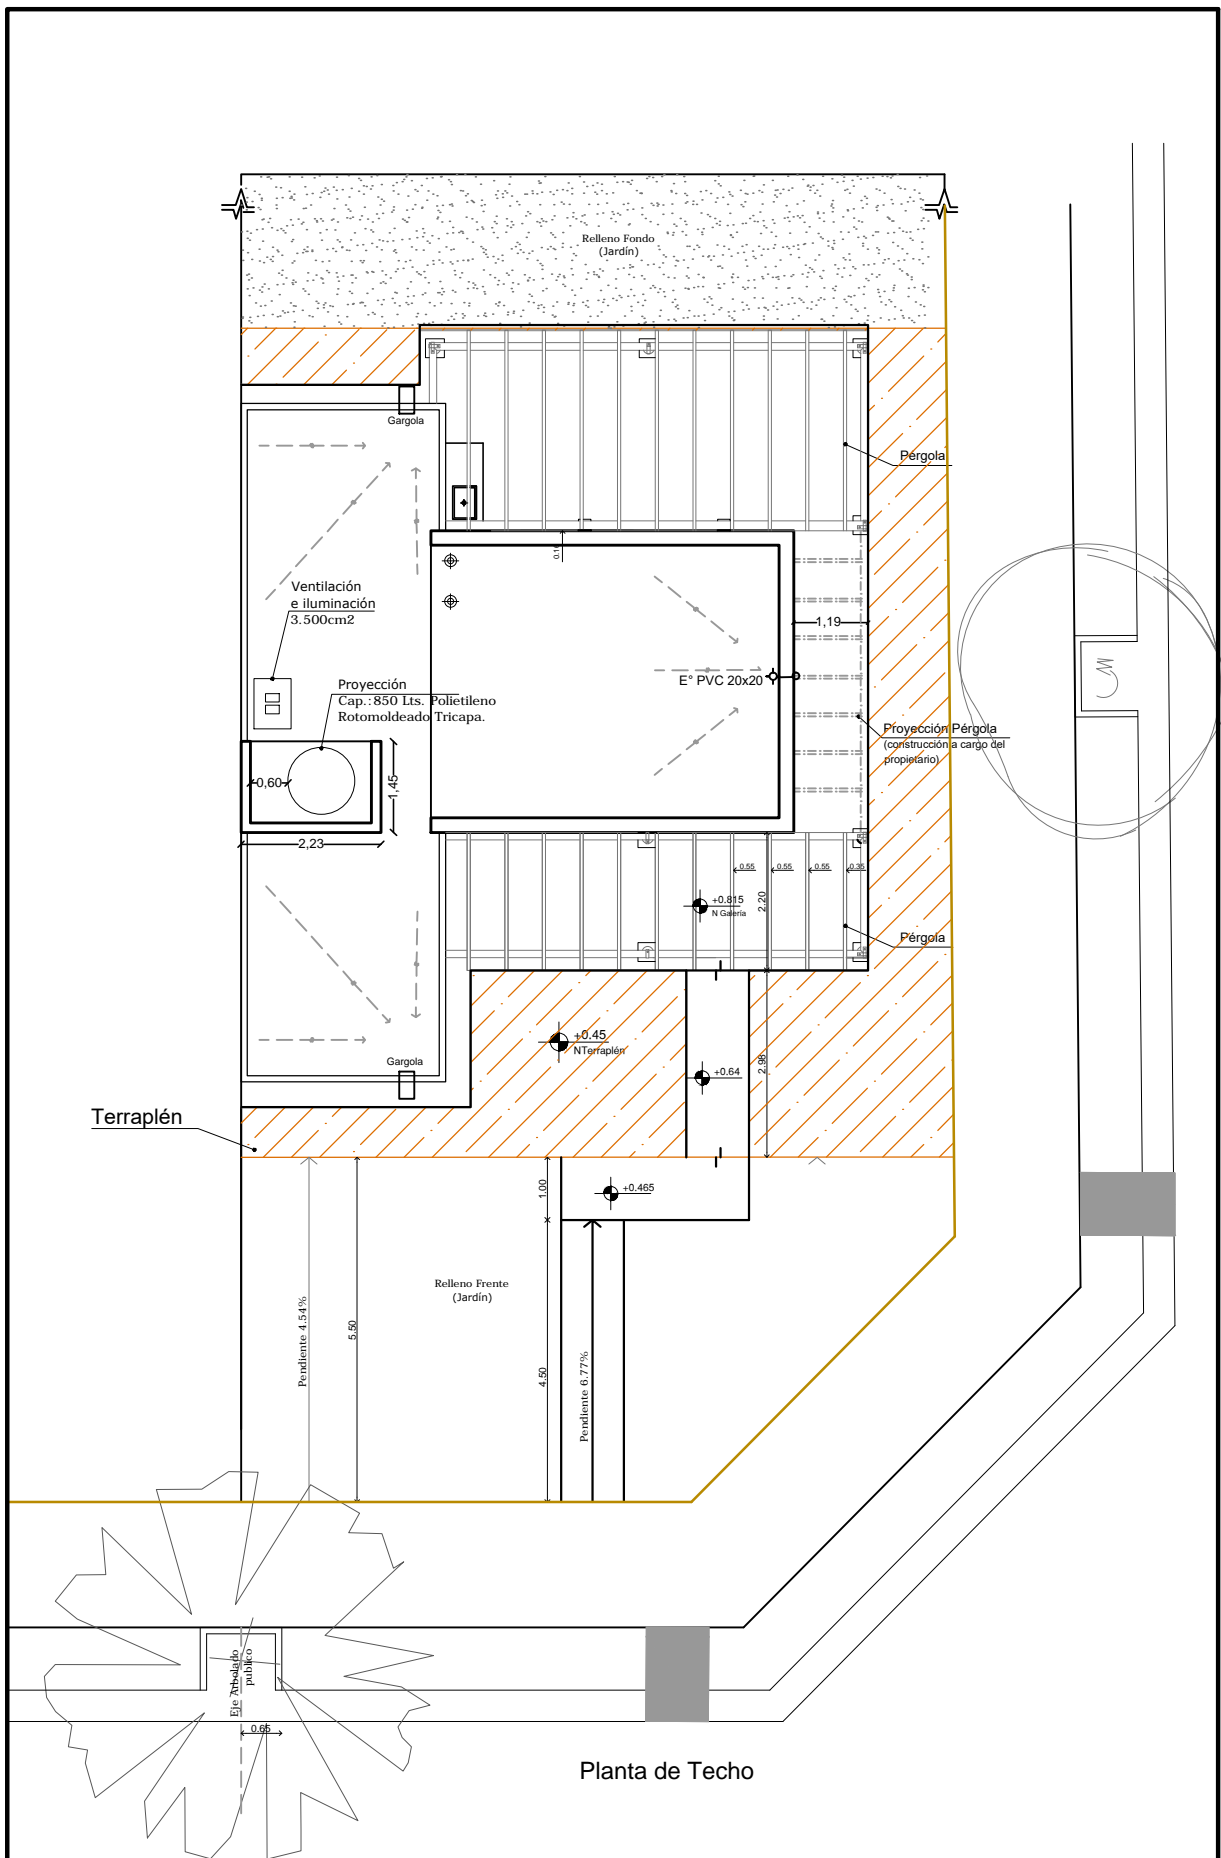 Relleno Fondo
(Jardín)
Gargola
Pérgola
0.16
Ventilación
e iluminación
3.500cm2
1,19
Proyección
Cap.:850 Lts. Polietileno
Rotomoldeado Tricapa.
E° PVC 20x20
Proyección Pérgola
(construcción a cargo del
propietario)
0,60
1,45
2,23
0.55
0.55
0.55
0.35
+0.815
N Galería
2.20
Pérgola
+0.45
NTerraplén
Gargola
+0.64
2.98
Terraplén
+0.465
1.00
Relleno Frente
(Jardín)
Pendiente 4.54%
5.50
4.50
Pendiente 6.77%
Eje Arbolado
publico
0.65
Planta de Techo